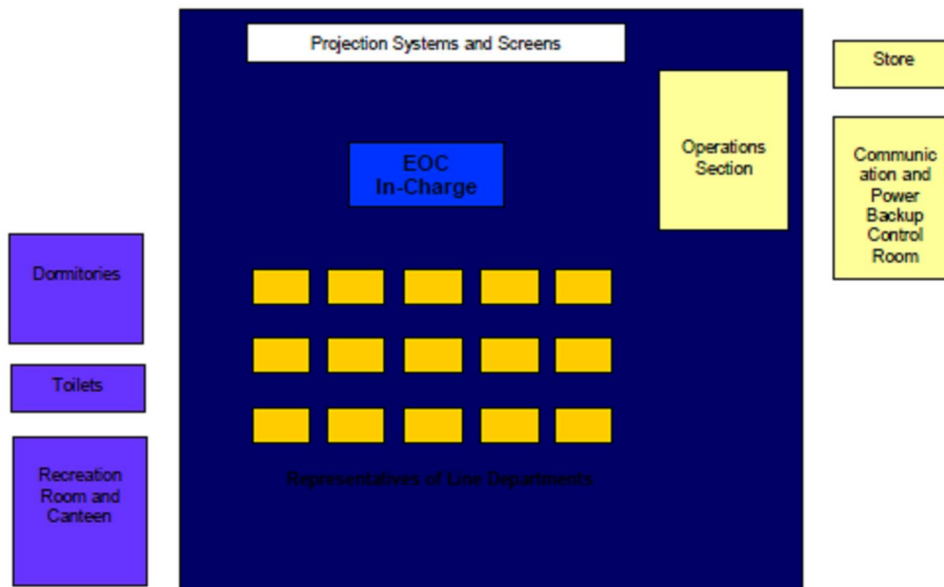 Projection Systems and Screens
Store
Operations
Section
EOC
In-Charge
Communic
ation and
Power
Backup
Control
Room
Dormitories
Toilets
Recreation
Room and
Canteen
Representatives of Line Departments